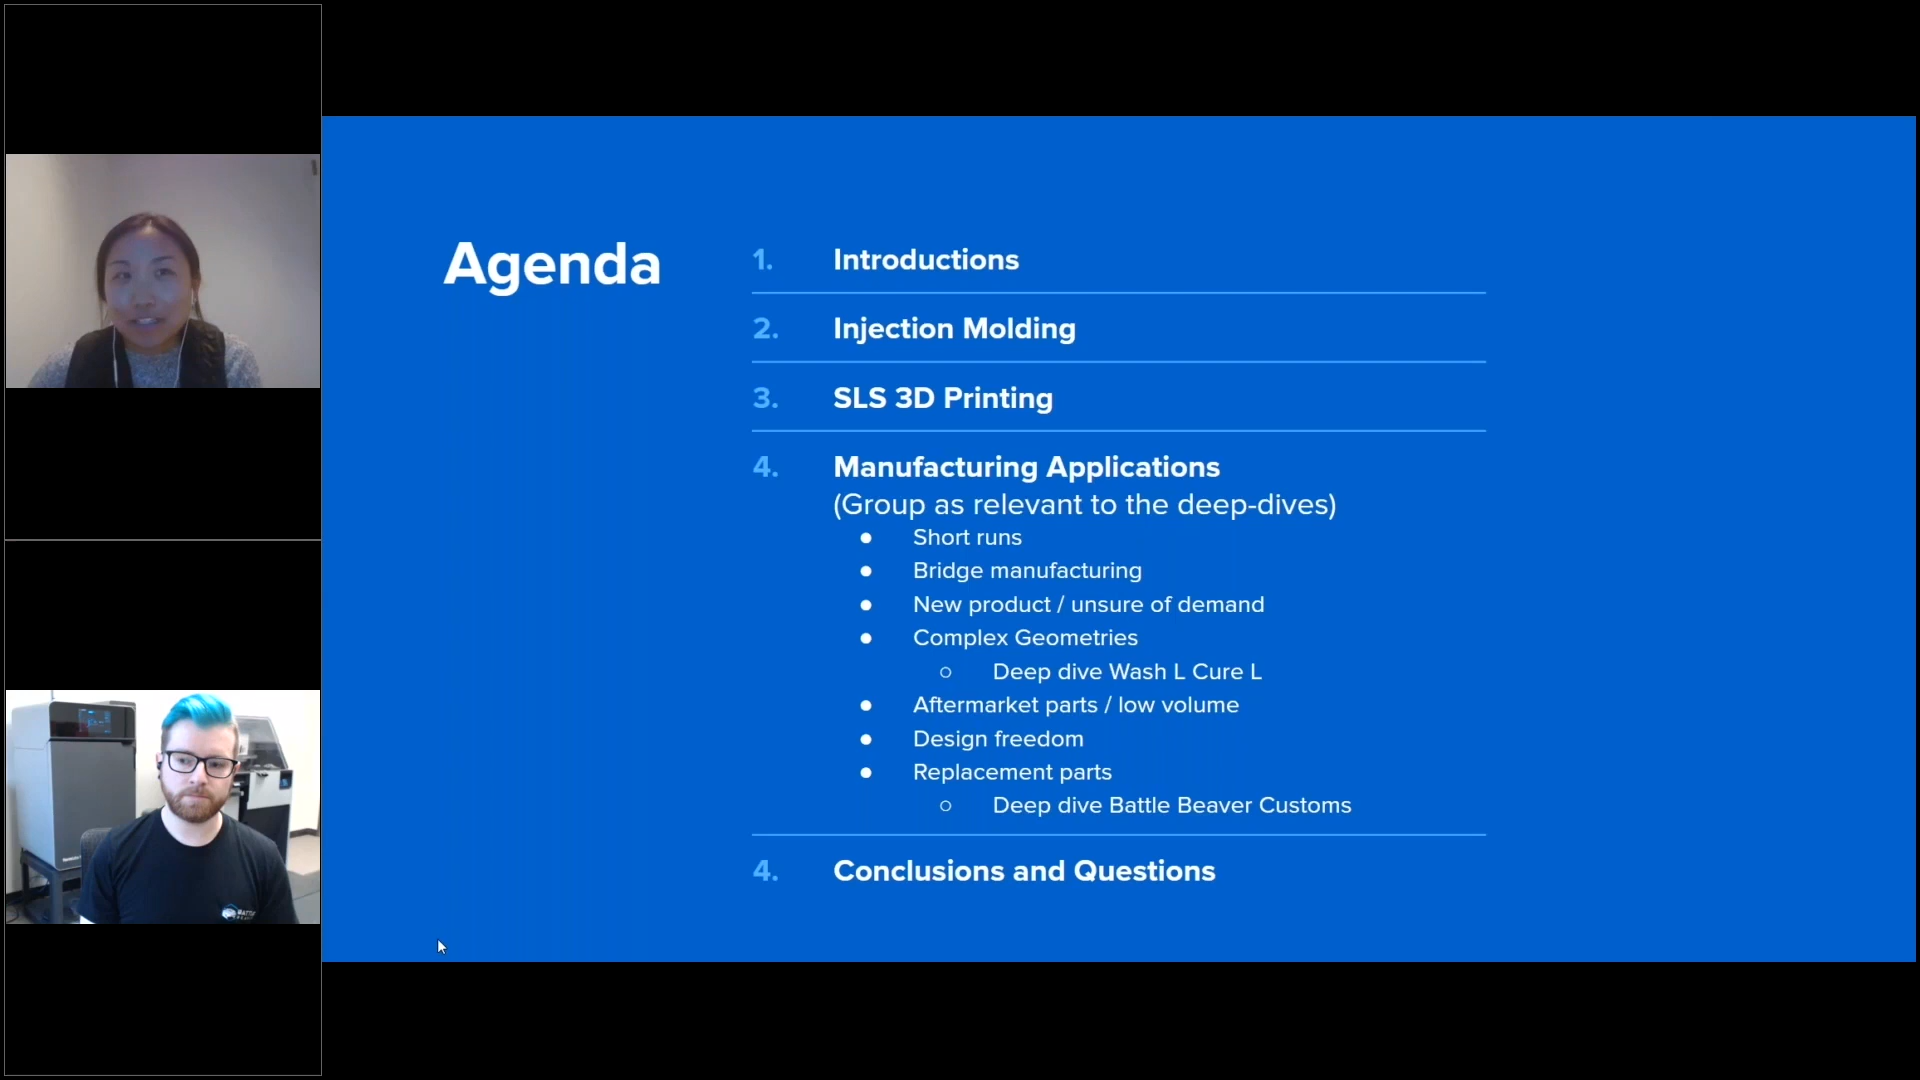 Agenda
1. Introductions
2. Injection Molding
3. SLS 3D Printing
4. Manufacturing Applications
(Group as relevant to the deep-dives)
● Short runs
● Bridge manufacturing
● New product / unsure of demand
● Complex Geometries
○ Deep dive Wash L Cure L
● Aftermarket parts / low volume
● Design freedom
● Replacement parts
○ Deep dive Battle Beaver Customs
4. Conclusions and Questions